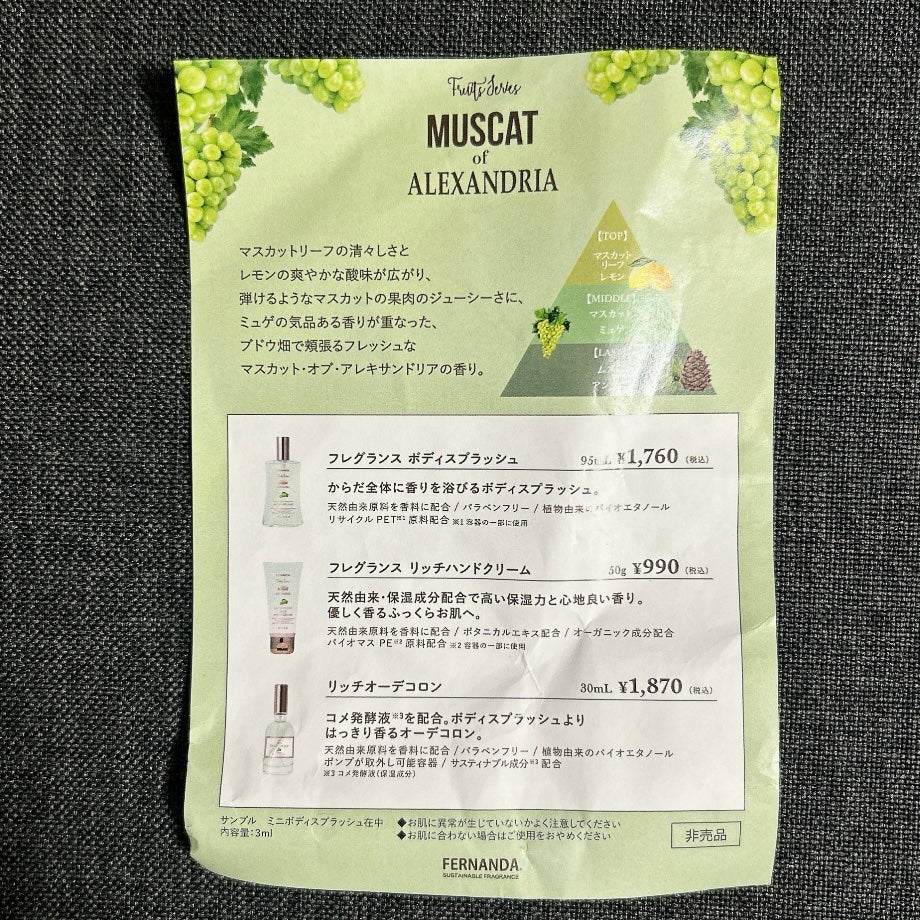 Fruits Series
MUSCAT
of
ALEXANDRIA
マスカットリーフの清々しさと
レモンの爽やかな酸味が広がり、
弾けるようなマスカットの果肉のジューシーさに、
ミュゲの気品ある香りが重なった、
ブドウ畑で頬張るフレッシュな
マスカット・オブ・アレキサンドリアの香り。
【TOP】
マスカット
リーフ
レモン
【MIDDLE】
マスカット
ミュゲ
フレグランス ボディスプラッシュ 95mL ¥1,760 (税込)
からだ全体に香りを浴びるボディスプラッシュ。
天然由来原料を香料に配合 / パラベンフリー / 植物由来のバイオエタノール
リサイクル PET※1 原料配合 ※1 容器の一部に使用
フレグランス リッチハンドクリーム 50g ¥990 (税込)
天然由来・保湿成分配合で高い保湿力と心地良い香り。
優しく香るふっくらお肌へ。
天然由来原料を香料に配合 / ボタニカルエキス配合 / オーガニック成分配合
バイオマス PE※2 原料配合 ※2 容器の一部に使用
リッチオーデコロン 30mL ¥1,870 (税込)
コメ発酵液※3を配合。ボディスプラッシュより
はっきり香るオーデコロン。
天然由来原料を香料に配合 / パラベンフリー / 植物由来のバイオエタノール
ポンプが取外し可能容器 / サスティナブル成分※3 配合
※3 コメ発酵液(保湿成分)
サンプル ミニボディスプラッシュ在中
内容量:3ml
◆お肌に異常が生じていないかよく注意してください
◆お肌に合わない場合はご使用をおやめください
非売品
FERNANDA
SUSTAINABLE FRAGRANCE